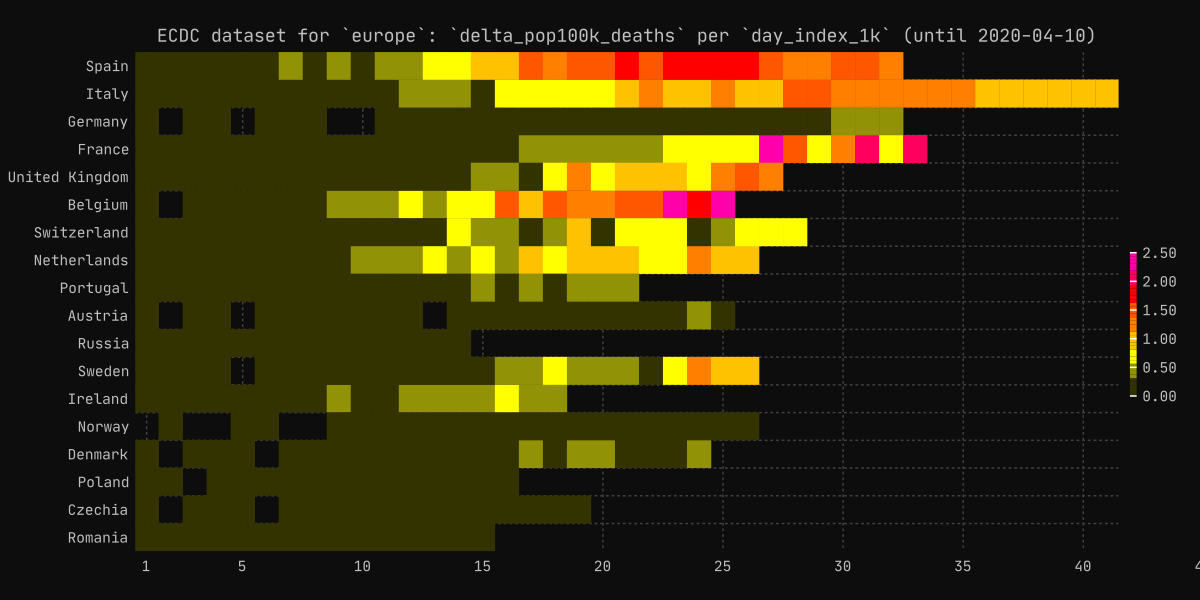 ECDC dataset for `europe`: `delta_pop100k_deaths` per `day_index_1k` (until 2020-04-10)
Spain
Italy
Germany
France
United Kingdom
Belgium
Switzerland
Netherlands
Portugal
Austria
Russia
Sweden
Ireland
Norway
Denmark
Poland
Czechia
Romania
2.50
2.00
1.50
1.00
0.50
0.00
1 5 10 15 20 25 30 35 40